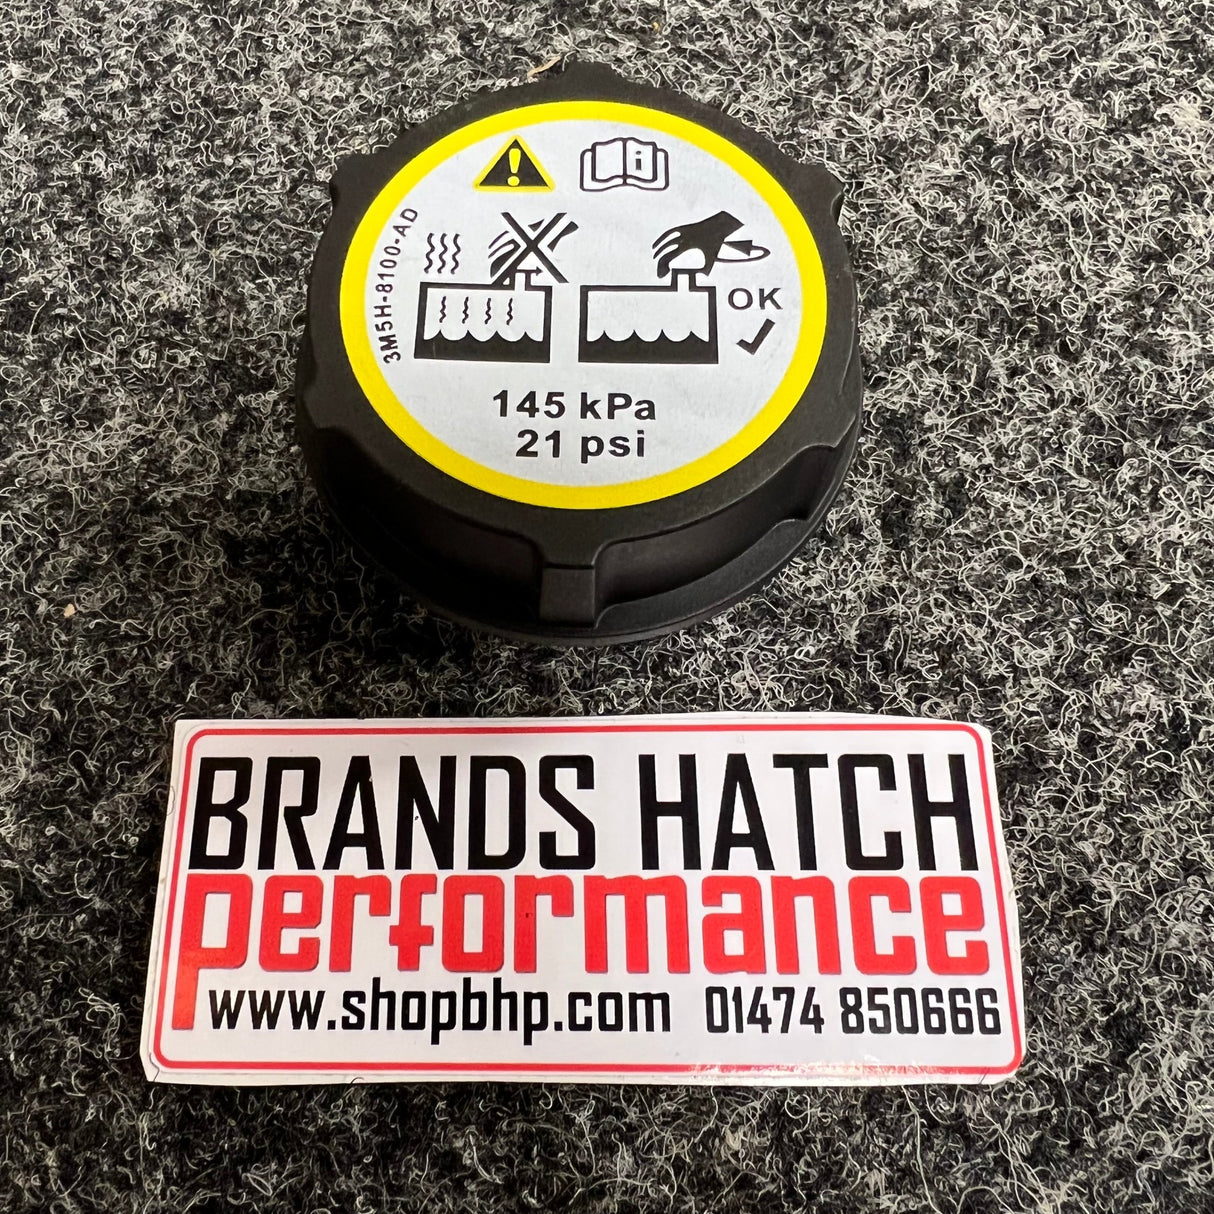 3M5H-8100-AD
OK
145 kPa
21 psi
BRANDS HATCH
performance
www.shopbhp.com 01474 850666